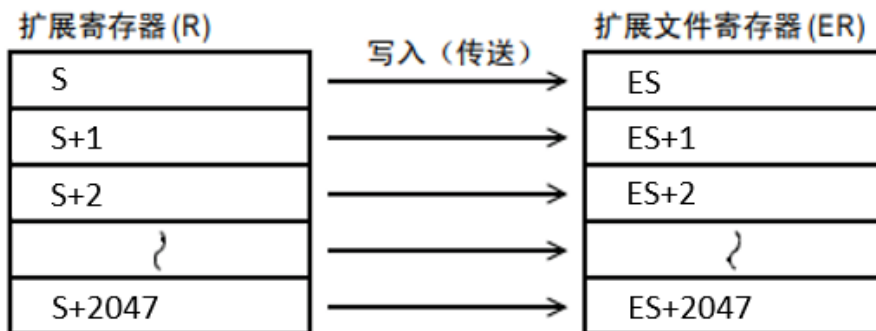 扩展寄存器(R)
写入（传送）
扩展文件寄存器(ER)
S
ES
S+1
ES+1
S+2
ES+2
S+2047
ES+2047